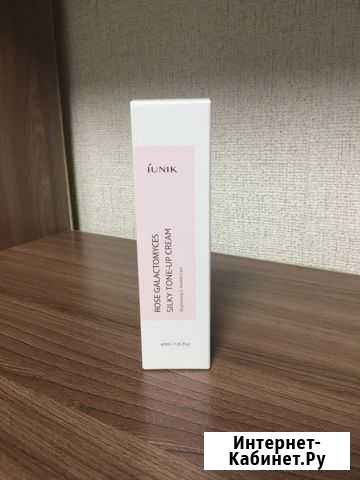 iUNIK
ROSE GALACTOMYCES
SILKY TONE-UP CREAM
Интернет-
Кабинет.Ру